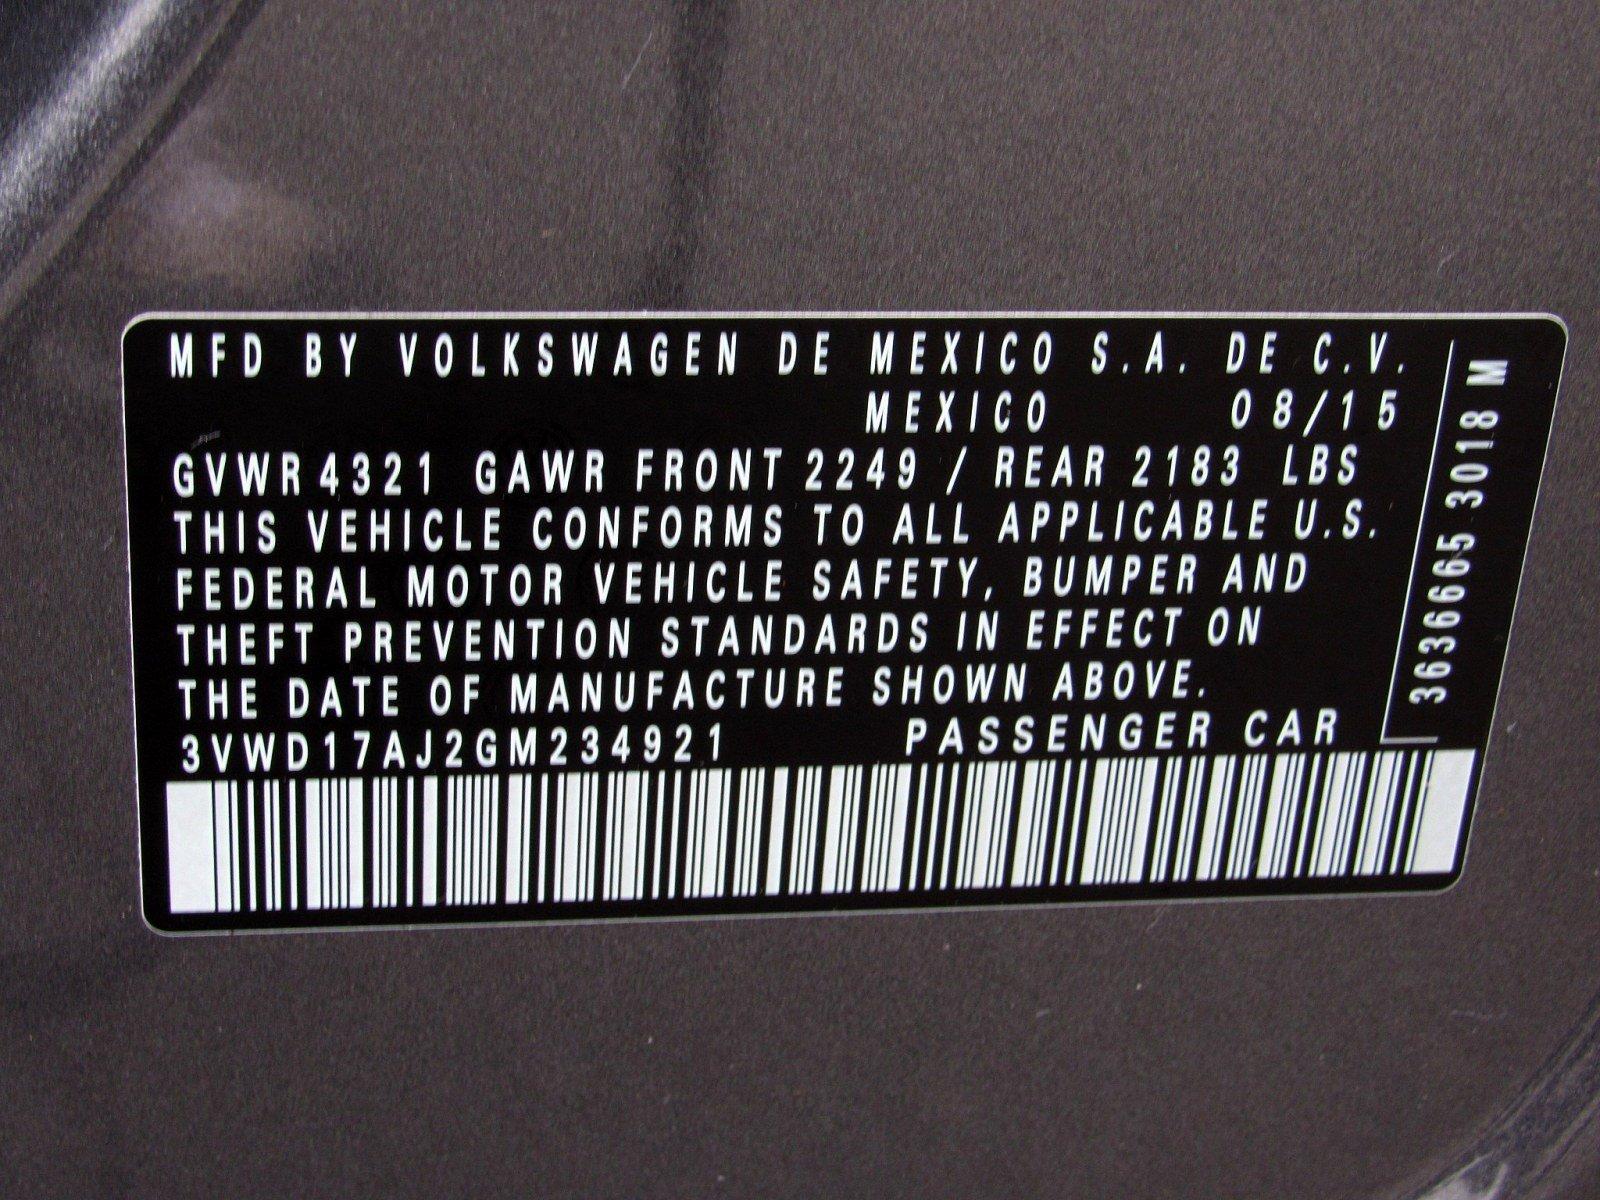 MFD BY VOLKSWAGEN DE MEXICO S.A. DE C.V.
MEXICO 08/15
GVWR 4321 GAWR FRONT 2249 / REAR 2183 LBS
THIS VEHICLE CONFORMS TO ALL APPLICABLE U.S.
FEDERAL MOTOR VEHICLE SAFETY, BUMPER AND
THEFT PREVENTION STANDARDS IN EFFECT ON
THE DATE OF MANUFACTURE SHOWN ABOVE.
3VWD17AJ2GM234921 PASSENGER CAR
3636665 3018 M